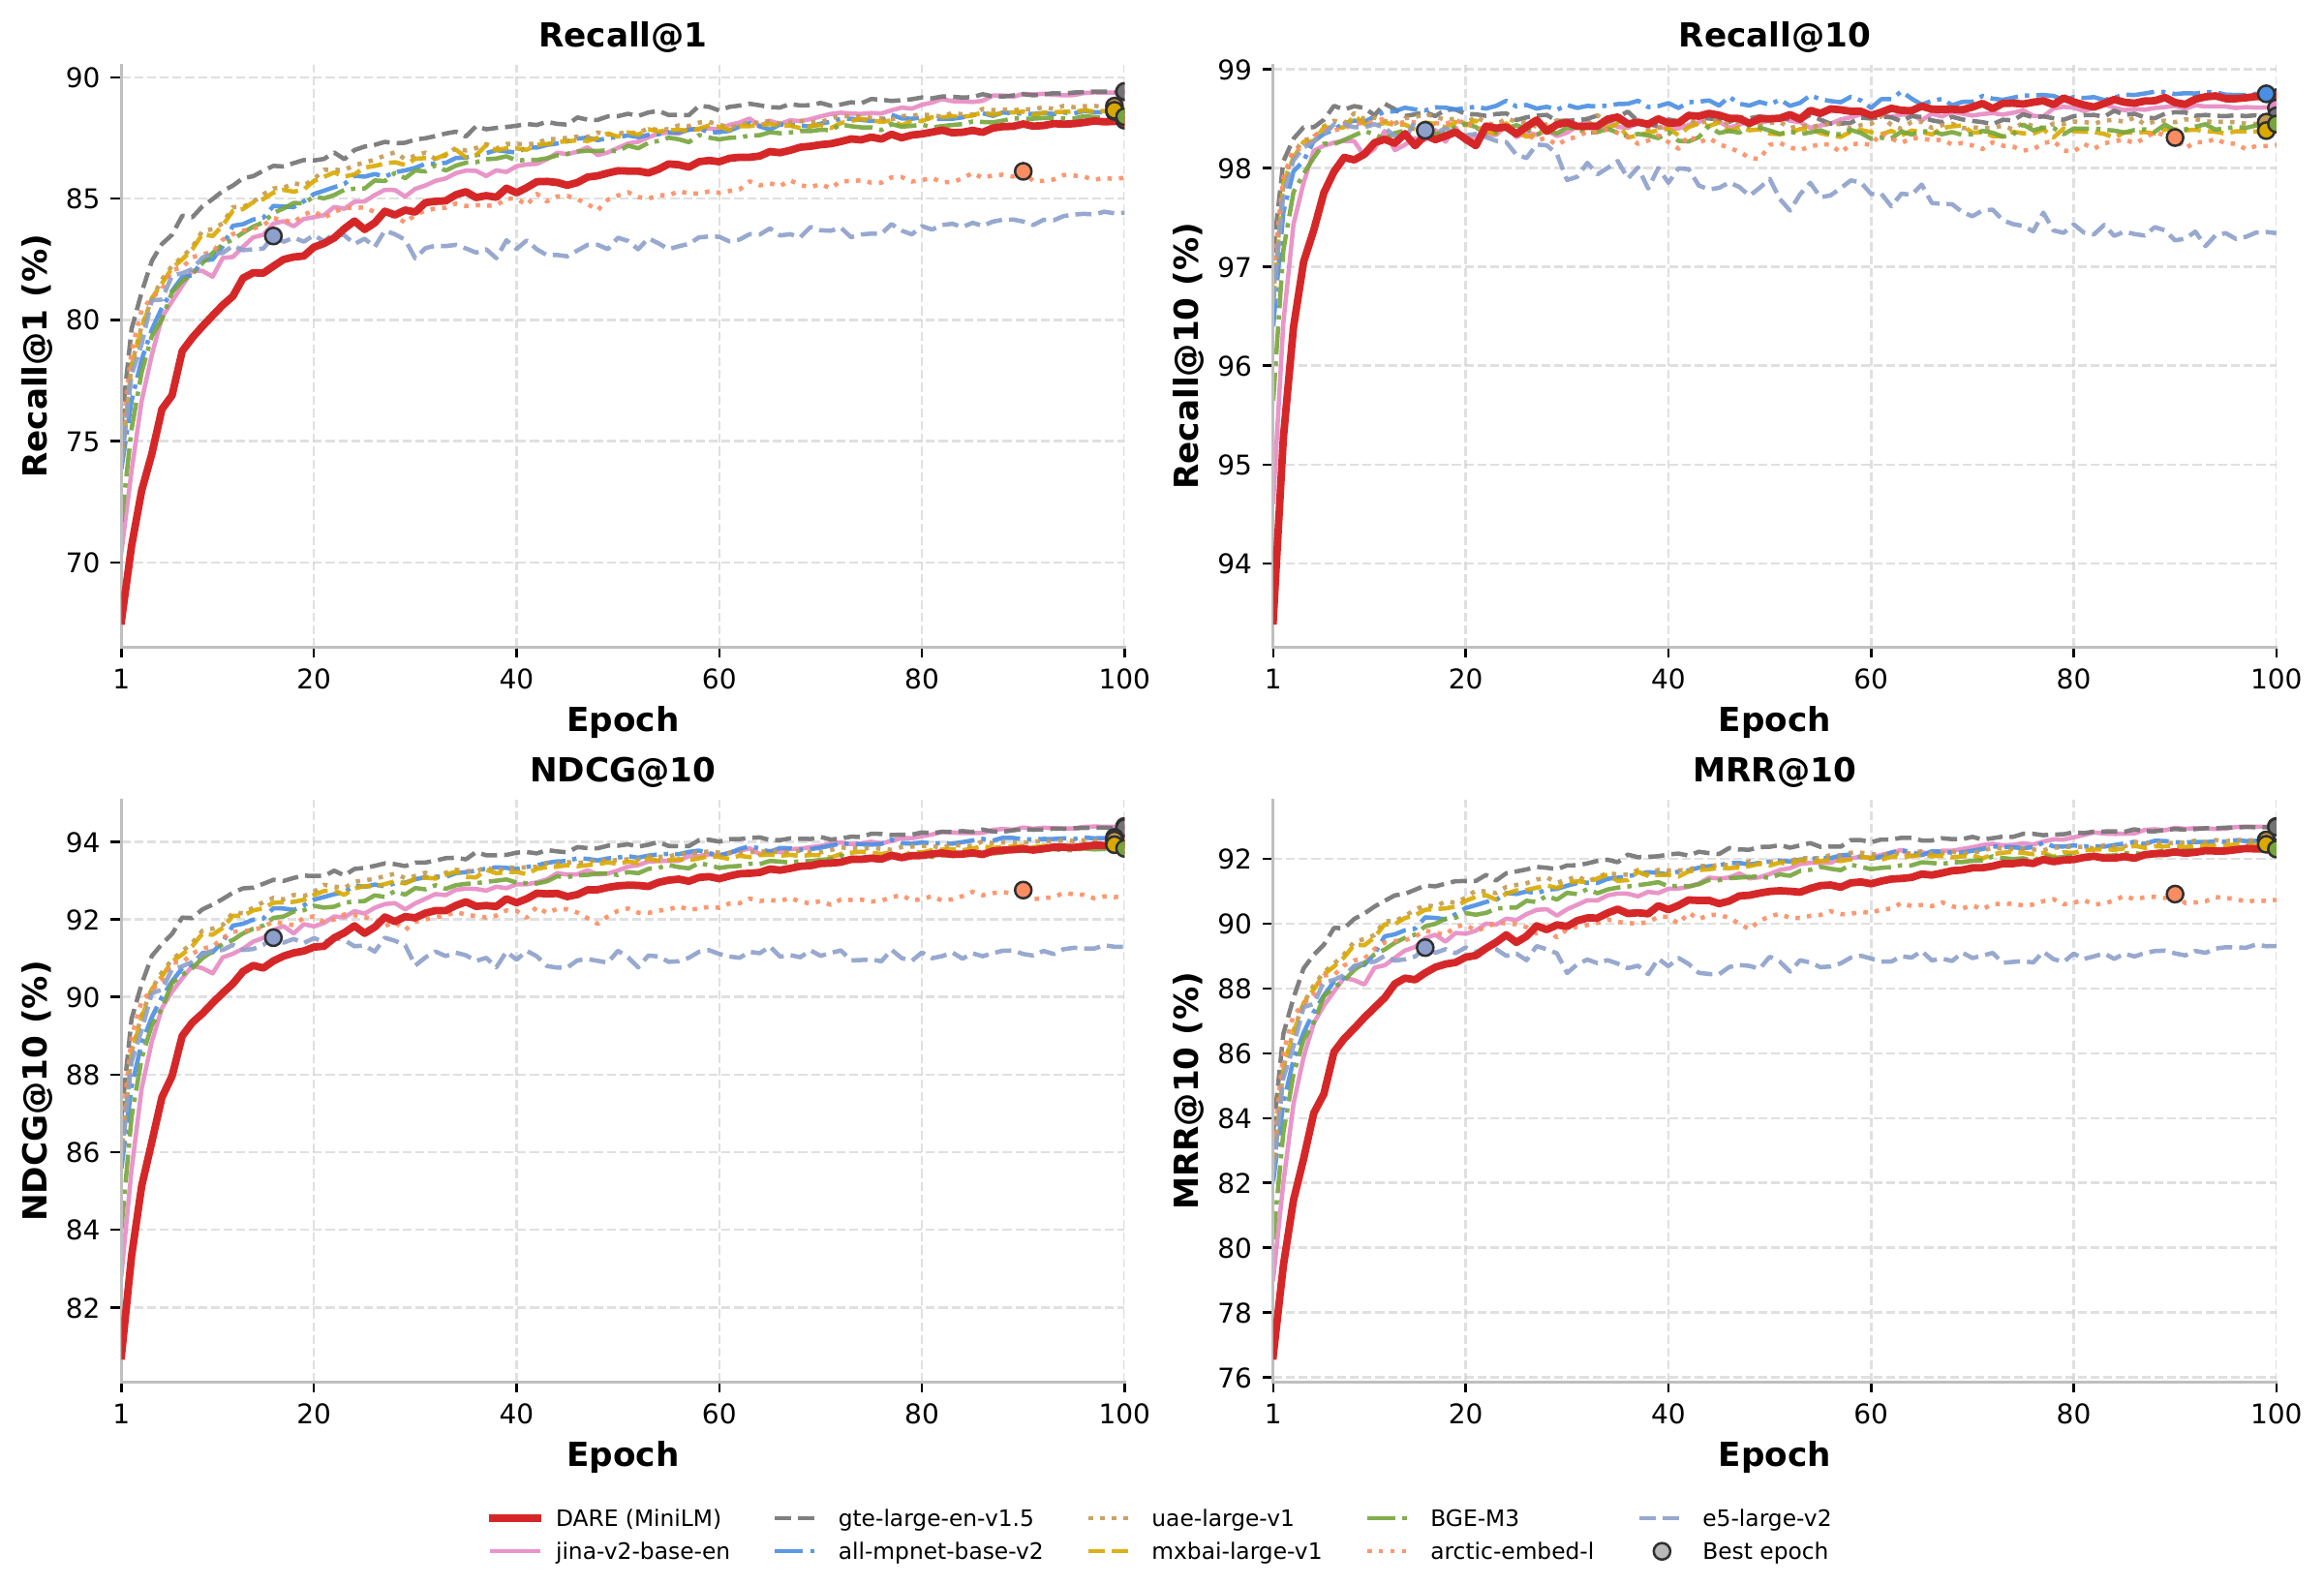 Recall@1
Recall@1 (%)
90
85
80
75
70
1 20 40 60 80 100
Epoch
Recall@10
Recall@10 (%)
99
98
97
96
95
94
1 20 40 60 80 100
Epoch
NDCG@10
NDCG@10 (%)
94
92
90
88
86
84
82
1 20 40 60 80 100
Epoch
MRR@10
MRR@10 (%)
92
90
88
86
84
82
80
78
76
1 20 40 60 80 100
Epoch
DARE (MiniLM) gte-large-en-v1.5 uae-large-v1 BGE-M3 e5-large-v2
jina-v2-base-en all-mpnet-base-v2 mxbai-large-v1 arctic-embed-l Best epoch